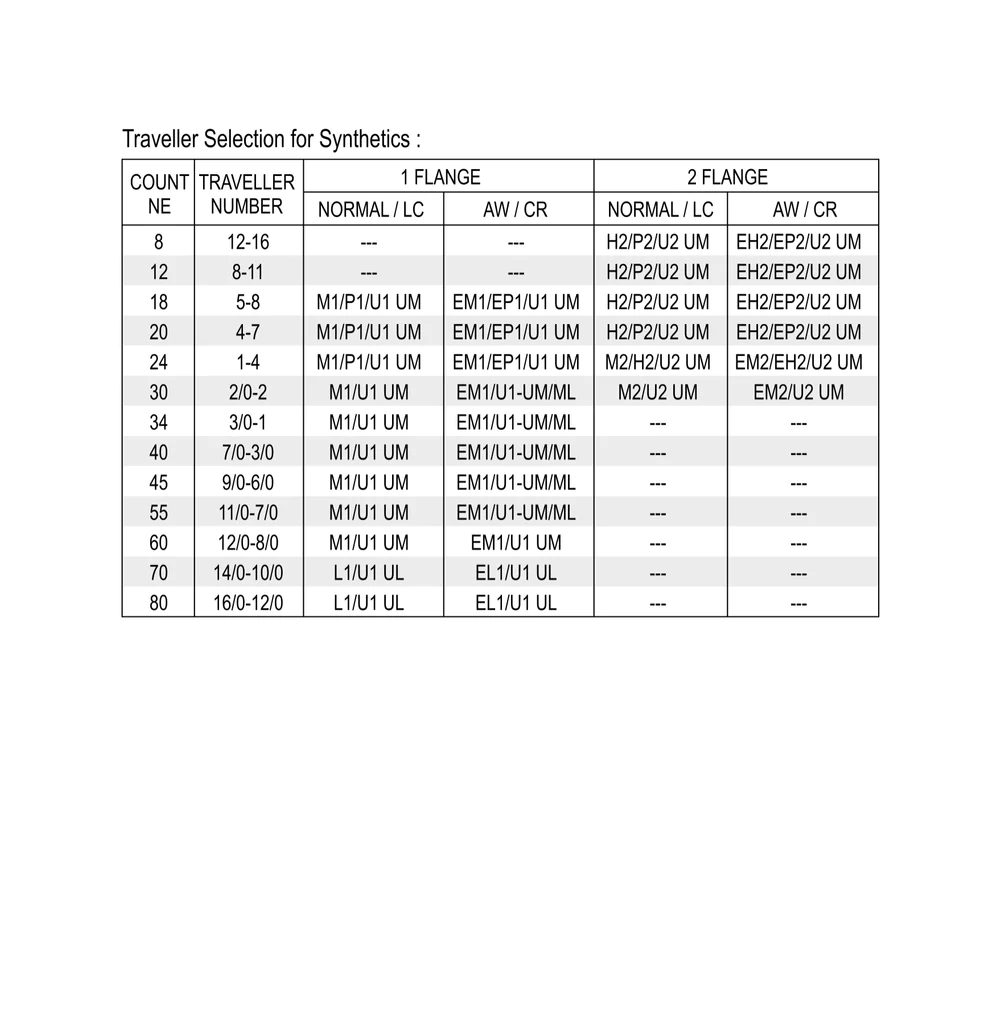 Traveller Selection for Synthetics :
COUNT NE TRAVELLER NUMBER 1 FLANGE 2 FLANGE
NORMAL / LC AW / CR NORMAL / LC AW / CR
8 12-16 --- --- H2/P2/U2 UM EH2/EP2/U2 UM
12 8-11 --- --- H2/P2/U2 UM EH2/EP2/U2 UM
18 5-8 M1/P1/U1 UM EM1/EP1/U1 UM H2/P2/U2 UM EH2/EP2/U2 UM
20 4-7 M1/P1/U1 UM EM1/EP1/U1 UM H2/P2/U2 UM EH2/EP2/U2 UM
24 1-4 M1/P1/U1 UM EM1/EP1/U1 UM M2/H2/U2 UM EM2/EH2/U2 UM
30 2/0-2 M1/U1 UM EM1/U1-UM/ML M2/U2 UM EM2/U2 UM
34 3/0-1 M1/U1 UM EM1/U1-UM/ML --- ---
40 7/0-3/0 M1/U1 UM EM1/U1-UM/ML --- ---
45 9/0-6/0 M1/U1 UM EM1/U1-UM/ML --- ---
55 11/0-7/0 M1/U1 UM EM1/U1-UM/ML --- ---
60 12/0-8/0 M1/U1 UM EM1/U1 UM --- ---
70 14/0-10/0 L1/U1 UL EL1/U1 UL --- ---
80 16/0-12/0 L1/U1 UL EL1/U1 UL --- ---